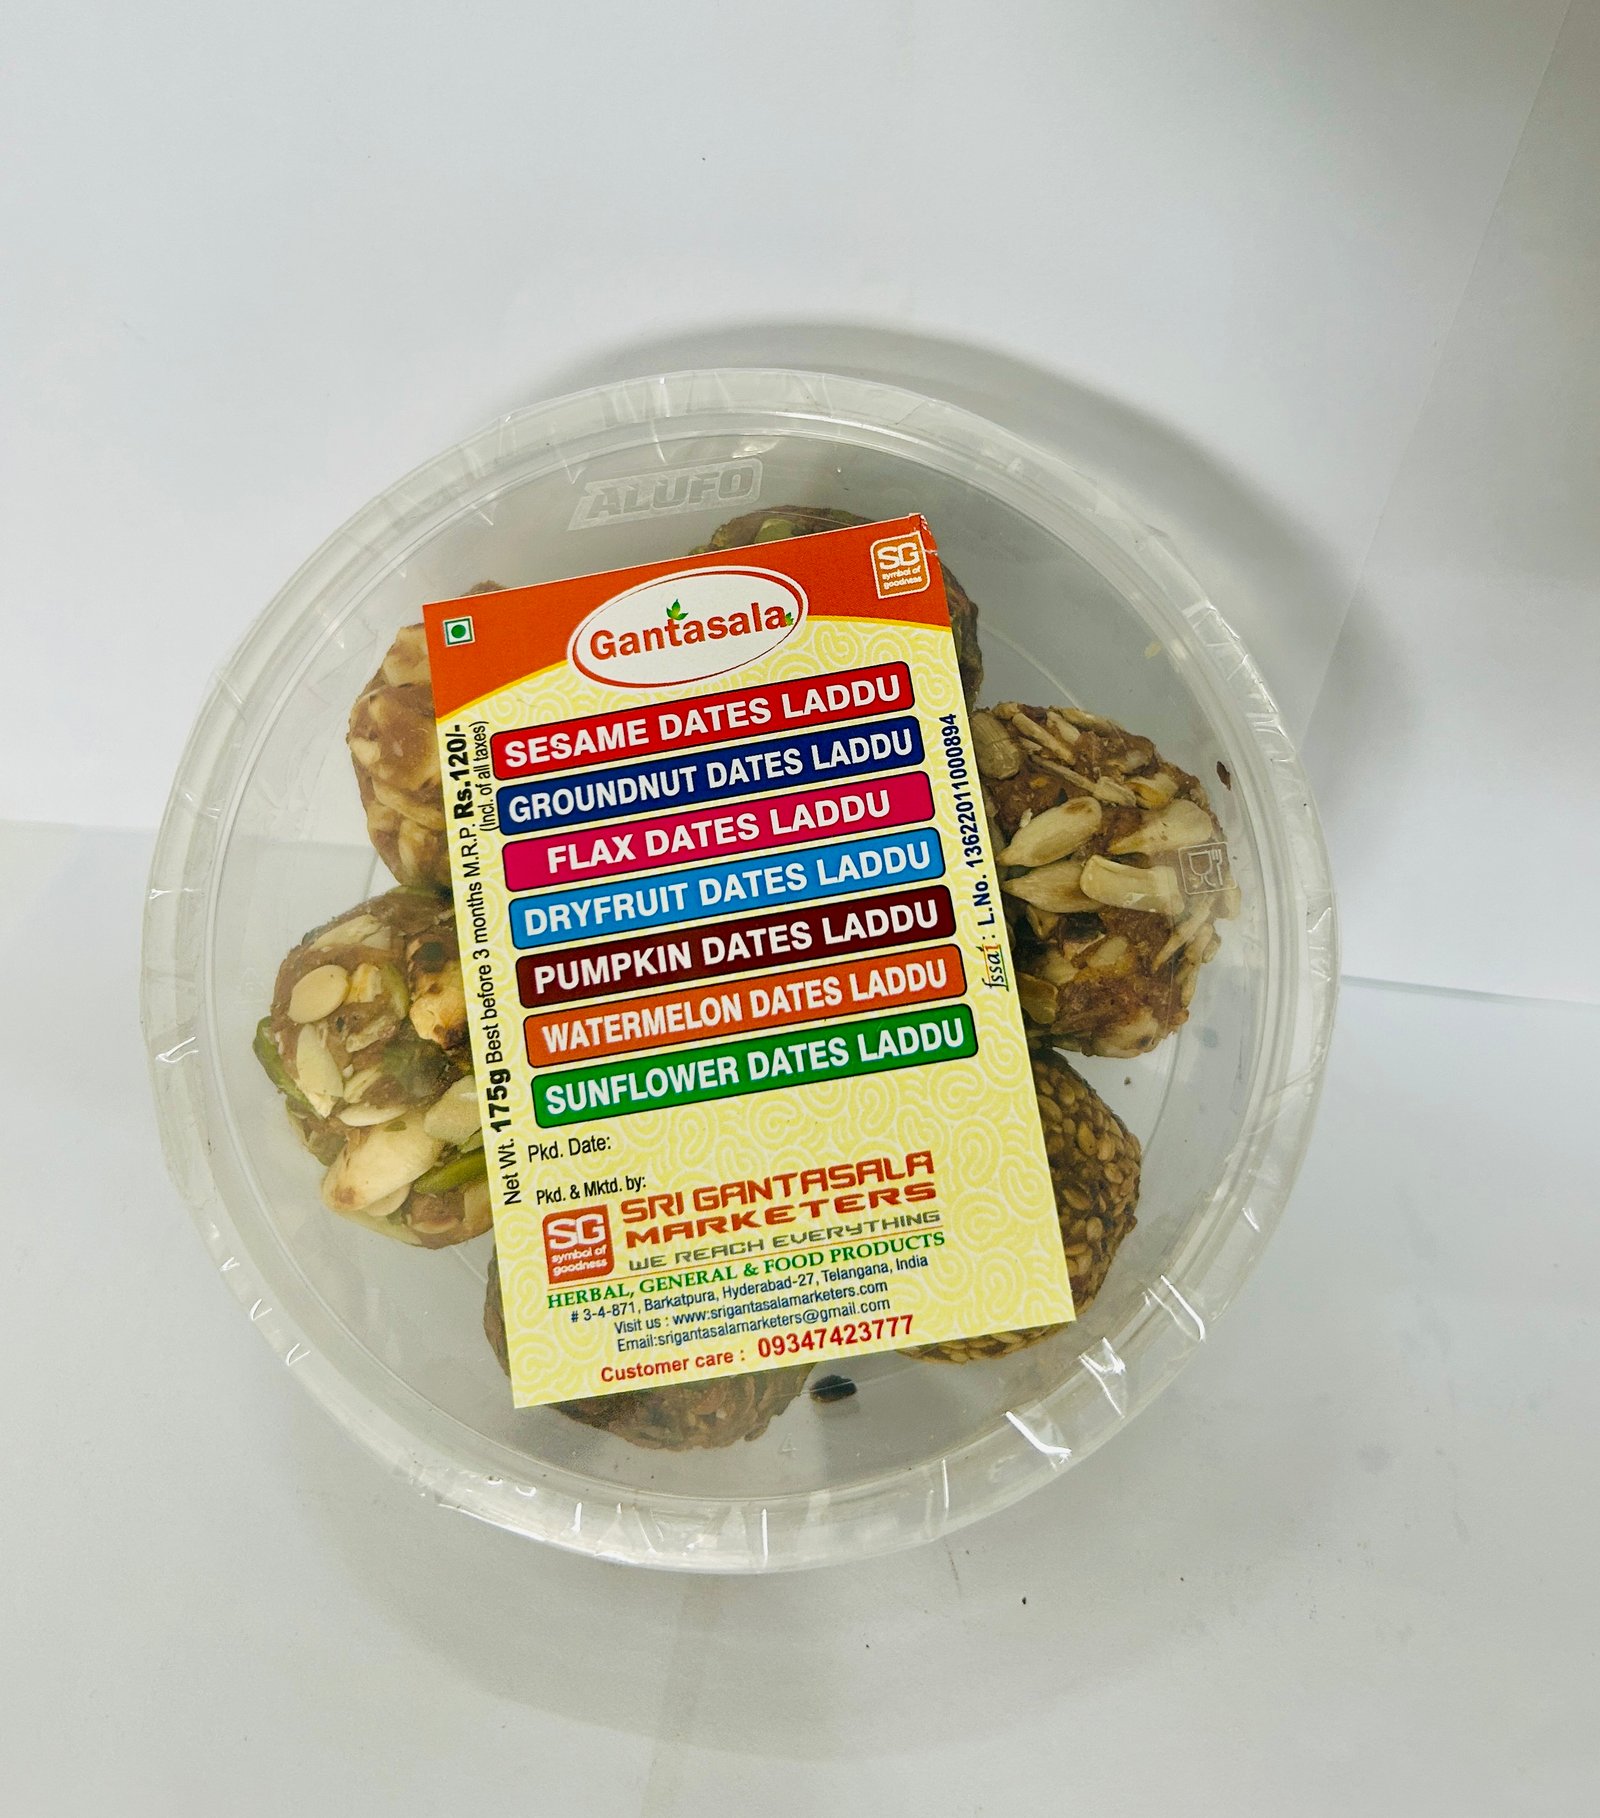 ALUFO
SG
symbol of
goodness
Gantasala
SESAME DATES LADDU
GROUNDNUT DATES LADDU
FLAX DATES LADDU
DRYFRUIT DATES LADDU
PUMPKIN DATES LADDU
WATERMELON DATES LADDU
SUNFLOWER DATES LADDU
Net Wt. 175g Best before 3 months M.R.P. Rs.120/-
(Incl. of all taxes)
fssai : L.No. 13622011000894
Pkd. Date:
Pkd. & Mktd. by:
SG
symbol of
goodness
SRI GANTASALA
MARKETERS
WE REACH EVERYTHING
HERBAL, GENERAL & FOOD PRODUCTS
# 3-4-871, Barkatpura, Hyderabad-27, Telangana, India
Visit us : www:srigantasalamarketers.com
Email:srigantasalamarketers@gmail.com
Customer care : 09347423777
4